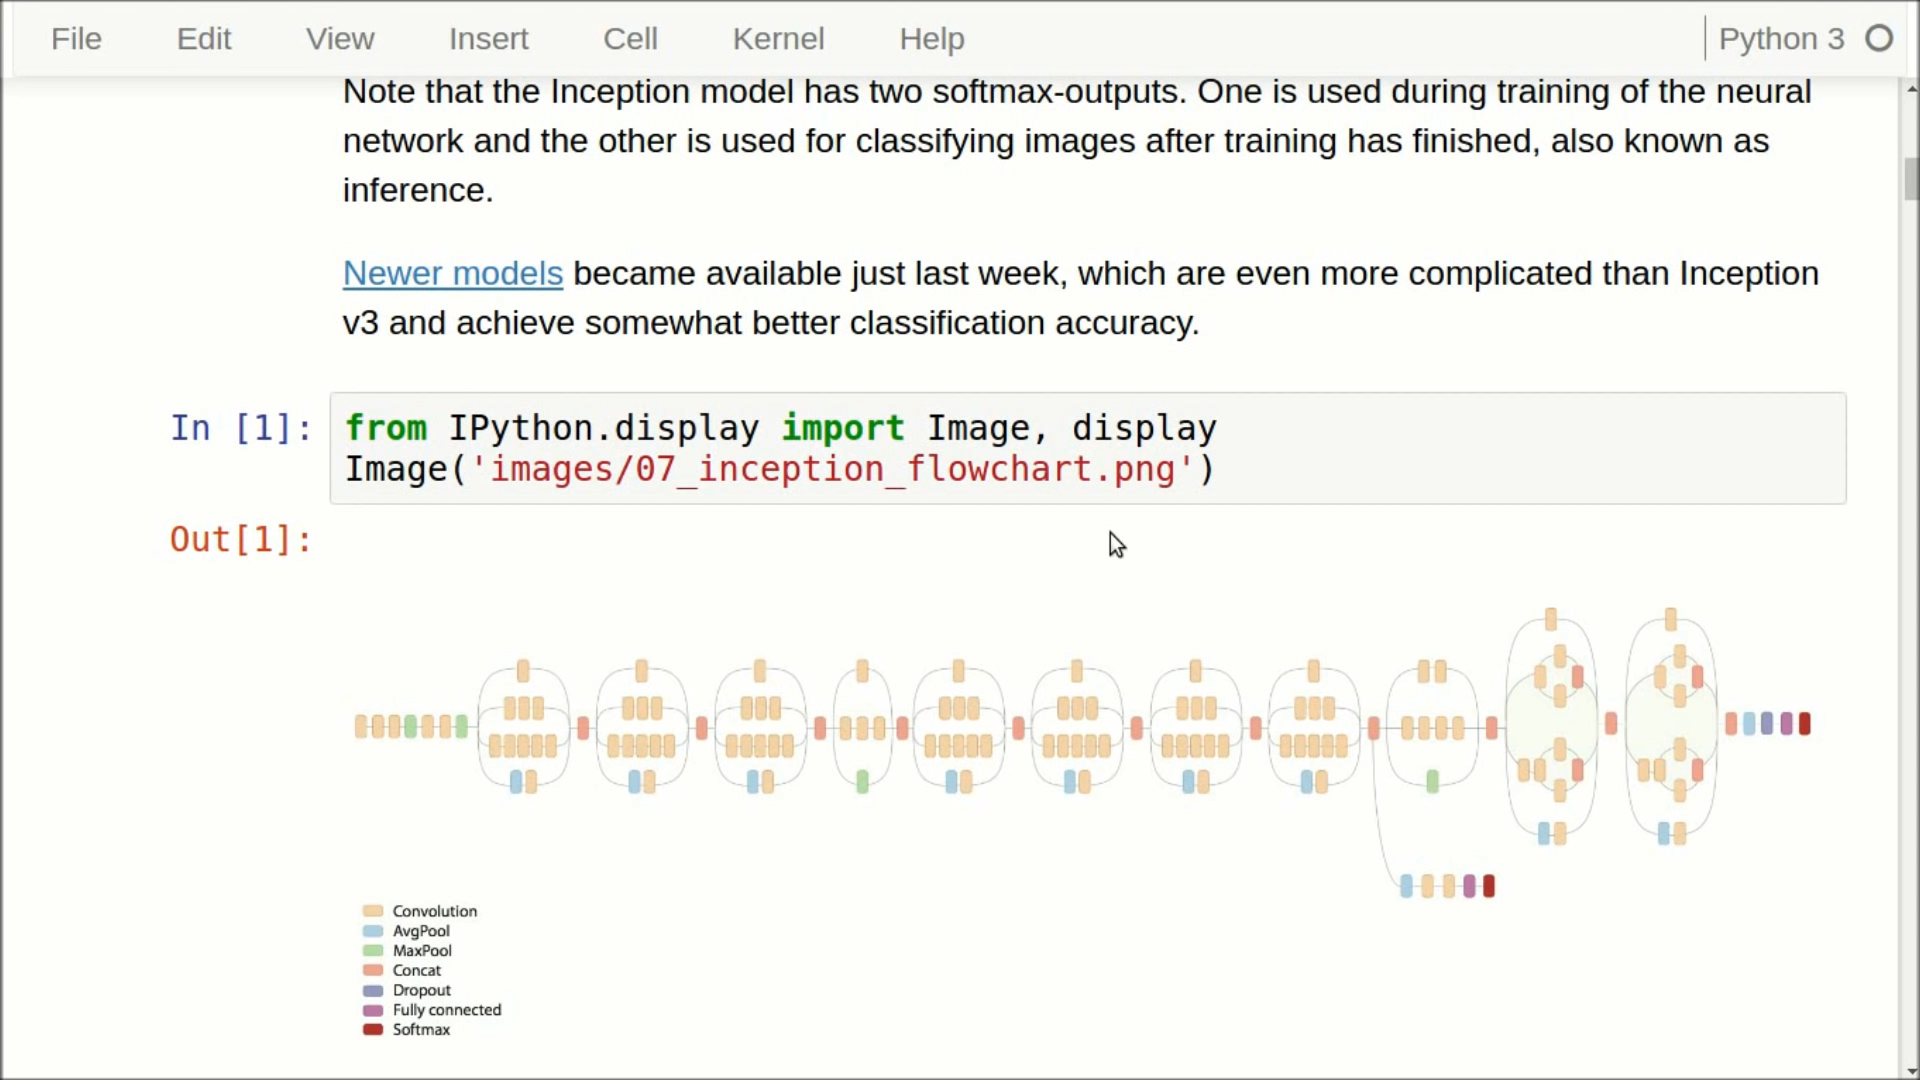 File Edit View Insert Cell Kernel Help Python 3
Note that the Inception model has two softmax-outputs. One is used during training of the neural
network and the other is used for classifying images after training has finished, also known as
inference.
Newer models became available just last week, which are even more complicated than Inception
v3 and achieve somewhat better classification accuracy.
In [1]: from IPython.display import Image, display
Image('images/07_inception_flowchart.png')
Out[1]:
Convolution
AvgPool
MaxPool
Concat
Dropout
Fully connected
Softmax